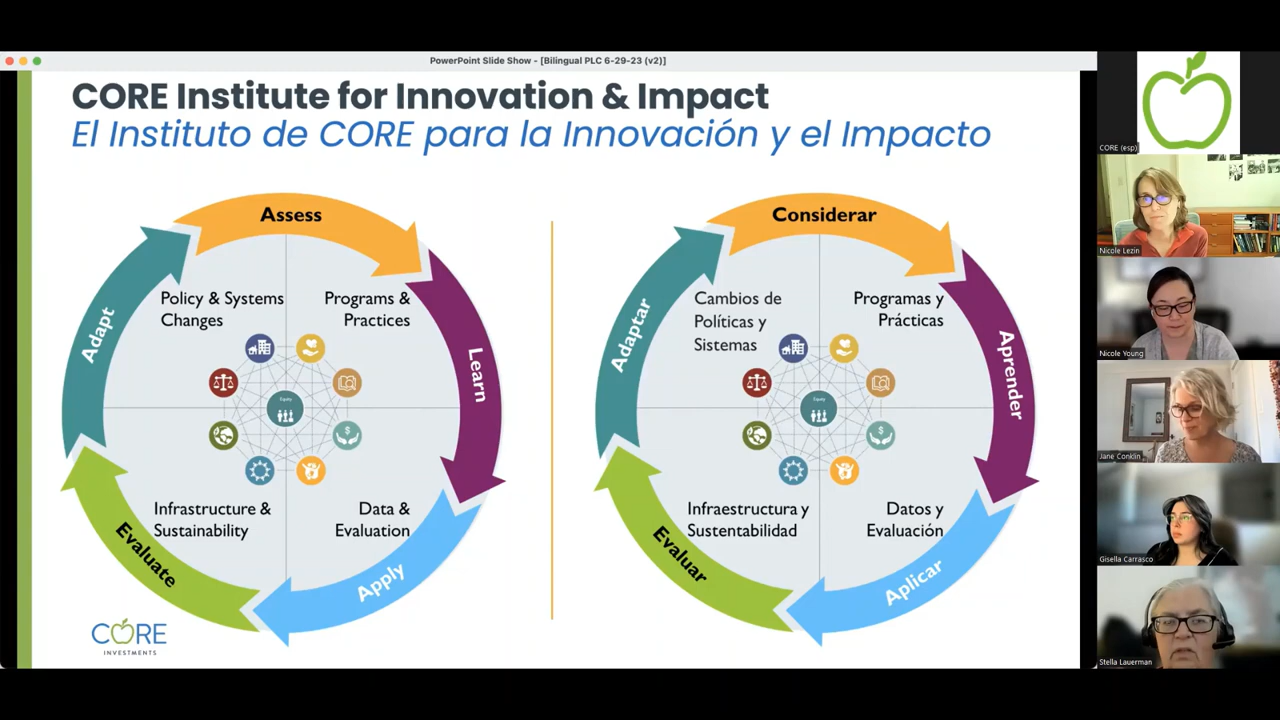 PowerPoint Slide Show - [Bilingual PLC 6-29-23 (v2)]
CORE Institute for Innovation & Impact
El Instituto de CORE para la Innovación y el Impacto
Assess
Learn
Apply
Evaluate
Adapt
Policy & Systems
Changes
Programs &
Practices
Equity
Infrastructure &
Sustainability
Data &
Evaluation
Considerar
Aprender
Aplicar
Evaluar
Adaptar
Cambios de
Políticas y
Sistemas
Programas y
Prácticas
Equity
Infraestructura y
Sustentabilidad
Datos y
Evaluación
CORE
INVESTMENTS
CORE (esp)
Nicole Lezin
Nicole Young
Jane Conklin
Gisella Carrasco
Stella Lauerman